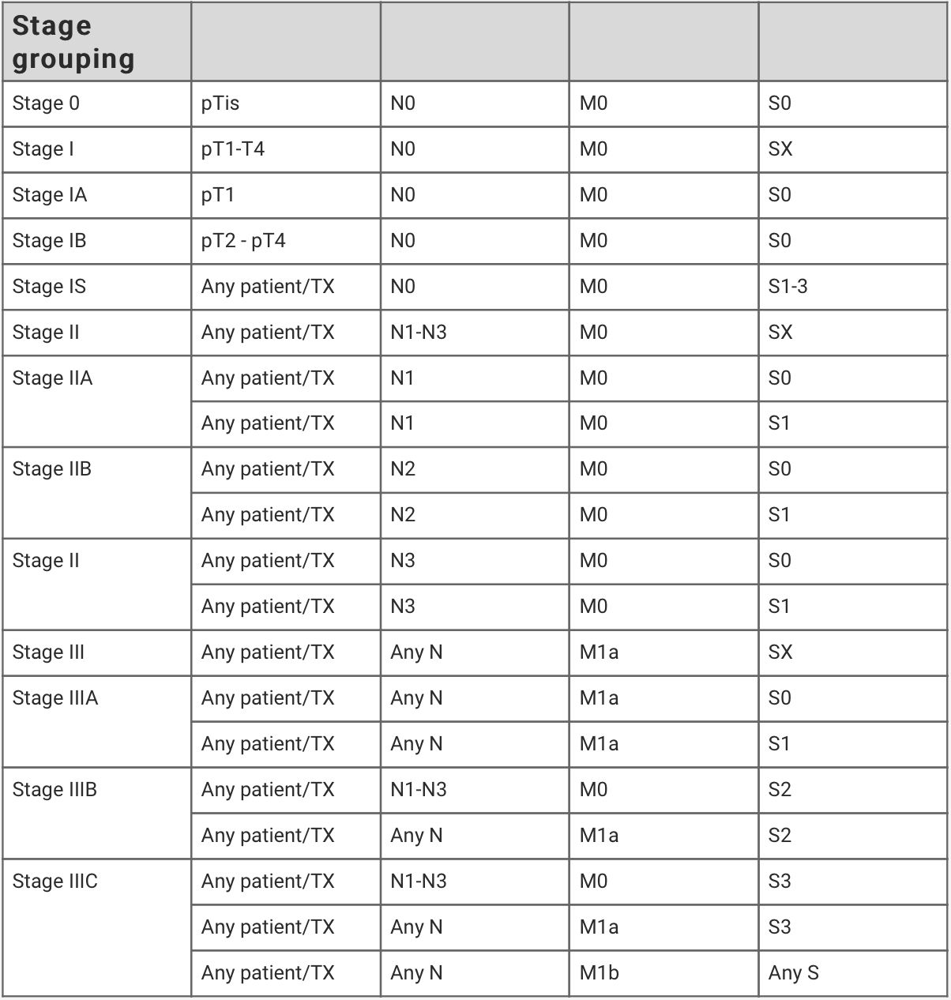 Stage
grouping
Stage 0 pTis N0 M0 S0
Stage I pT1-T4 N0 M0 SX
Stage IA pT1 N0 M0 S0
Stage IB pT2 - pT4 N0 M0 S0
Stage IS Any patient/TX N0 M0 S1-3
Stage II Any patient/TX N1-N3 M0 SX
Stage IIA Any patient/TX N1 M0 S0
Any patient/TX N1 M0 S1
Stage IIB Any patient/TX N2 M0 S0
Any patient/TX N2 M0 S1
Stage II Any patient/TX N3 M0 S0
Any patient/TX N3 M0 S1
Stage III Any patient/TX Any N M1a SX
Stage IIIA Any patient/TX Any N M1a S0
Any patient/TX Any N M1a S1
Stage IIIB Any patient/TX N1-N3 M0 S2
Any patient/TX Any N M1a S2
Stage IIIC Any patient/TX N1-N3 M0 S3
Any patient/TX Any N M1a S3
Any patient/TX Any N M1b Any S